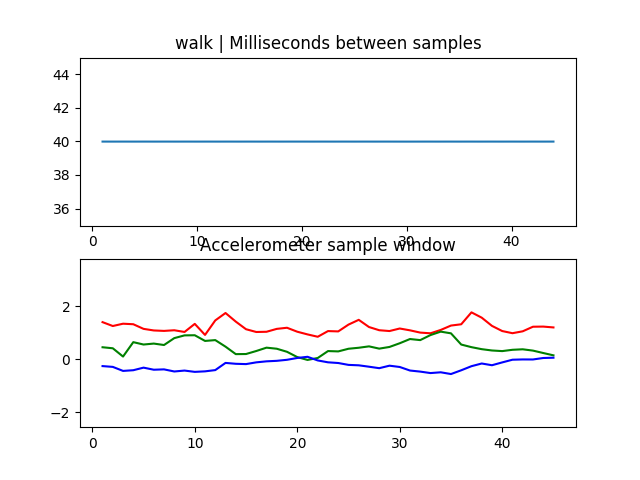 walk | Milliseconds between samples
44
42
40
38
36
0 10 20 30 40
Accelerometer sample window
2
0
−2
0 10 20 30 40